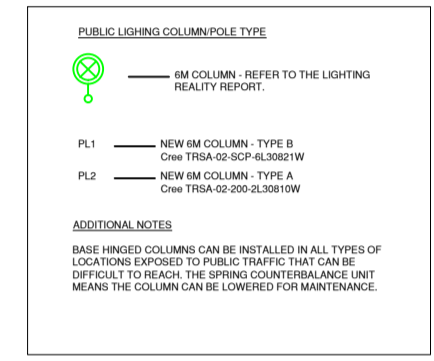 PUBLIC LIGHING COLUMN/POLE TYPE
6M COLUMN - REFER TO THE LIGHTING
REALITY REPORT.
PL1 NEW 6M COLUMN - TYPE B
Cree TRSA-02-SCP-6L30821W
PL2 NEW 6M COLUMN - TYPE A
Cree TRSA-02-200-2L30810W
ADDITIONAL NOTES
BASE HINGED COLUMNS CAN BE INSTALLED IN ALL TYPES OF
LOCATIONS EXPOSED TO PUBLIC TRAFFIC THAT CAN BE
DIFFICULT TO REACH. THE SPRING COUNTERBALANCE UNIT
MEANS THE COLUMN CAN BE LOWERED FOR MAINTENANCE.